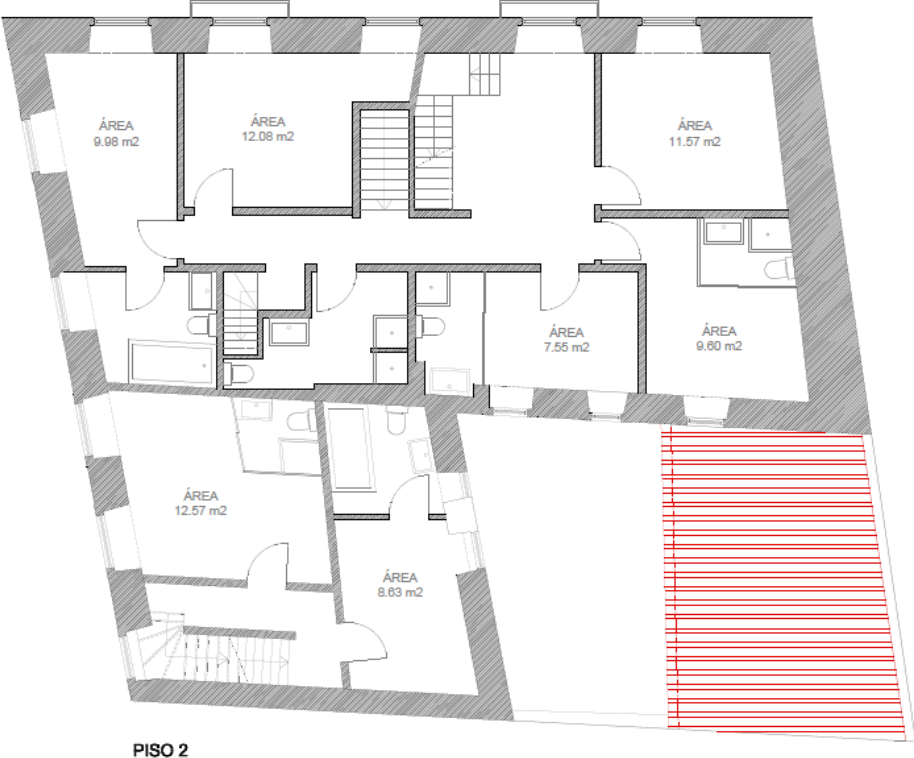 ÁREA
9.98 m2
ÁREA
12.08 m2
ÁREA
11.57 m2
ÁREA
7.55 m2
ÁREA
9.60 m2
ÁREA
12.57 m2
ÁREA
8.63 m2
PISO 2